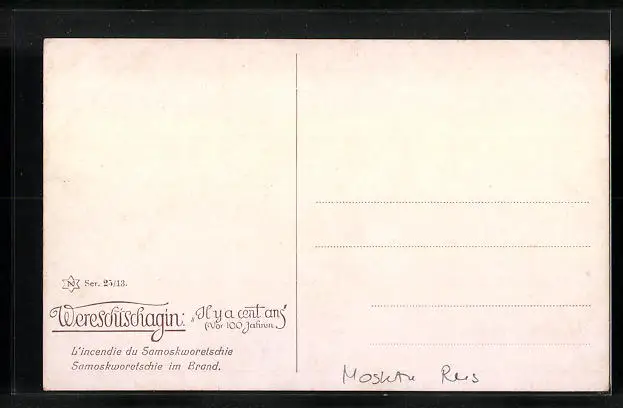 N Ser. 25/13.
Wereschtschagin: „Il y a cent ans"
(Vor 100 Jahren)
L'incendie du Samoskworetschie
Samoskworetschie im Brand.
Moskau Rus